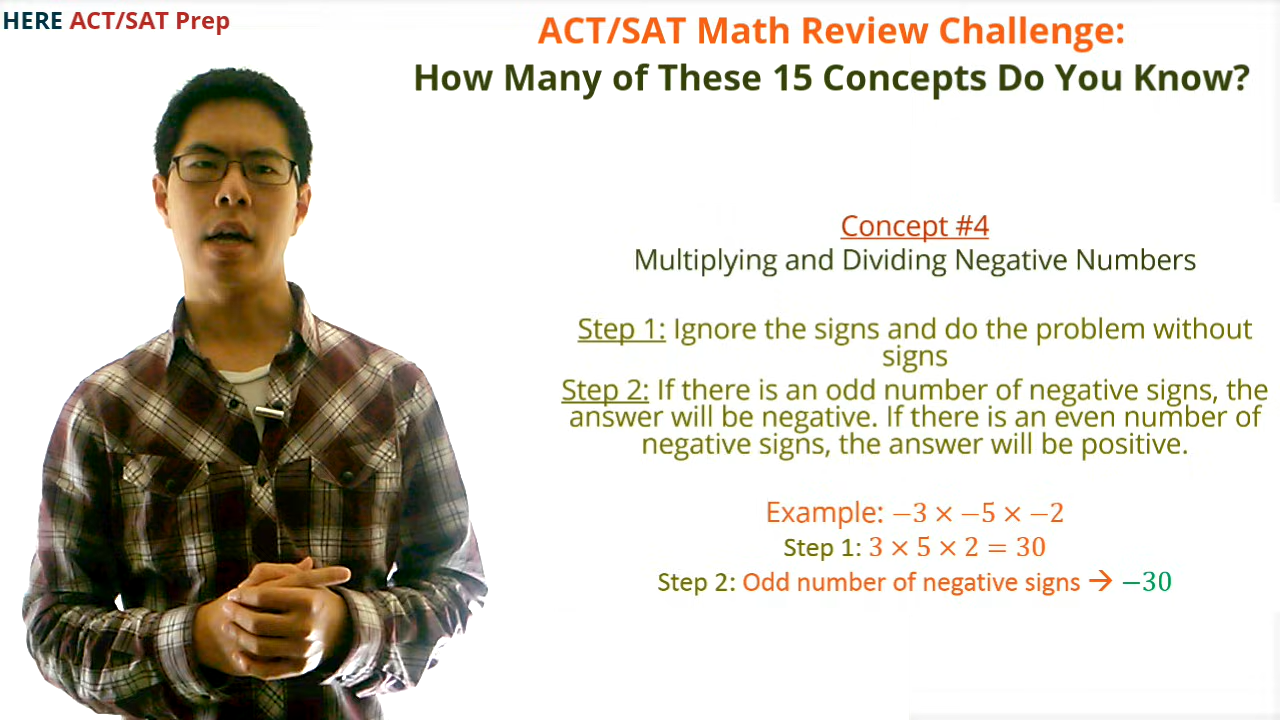 HERE ACT/SAT Prep
ACT/SAT Math Review Challenge:
How Many of These 15 Concepts Do You Know?
Concept #4
Multiplying and Dividing Negative Numbers
Step 1: Ignore the signs and do the problem without
signs
Step 2: If there is an odd number of negative signs, the
answer will be negative. If there is an even number of
negative signs, the answer will be positive.
Example: −3 × −5 × −2
Step 1: 3 × 5 × 2 = 30
Step 2: Odd number of negative signs → −30